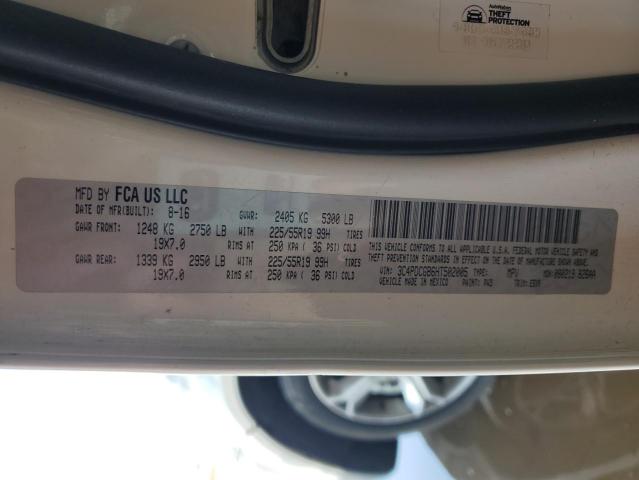 AutoNation
THEFT
PROTECTION
MFD BY FCA US LLC
DATE OF MFR(BUILT): 8-16 GVWR: 2405 KG 5300 LB
GAWR FRONT: 1248 KG 2750 LB WITH 225/55R19 99H TIRES
19X7.0 RIMS AT 250 KPA ( 36 PSI) COLD
GAWR REAR: 1339 KG 2950 LB WITH 225/55R19 99H TIRES
19X7.0 RIMS AT 250 KPA ( 36 PSI) COLD
THIS VEHICLE CONFORMS TO ALL APPLICABLE U.S.A. FEDERAL MOTOR VEHICLE SAFETY AND
THEFT PREVENTION STANDARDS IN EFFECT ON THE DATE OF MANUFACTURE SHOWN ABOVE.
VIN: 3C4PDCGB6HT502005 TYPE: MPV MDH:
VEHICLE MADE IN MEXICO PAINT: TRIM: